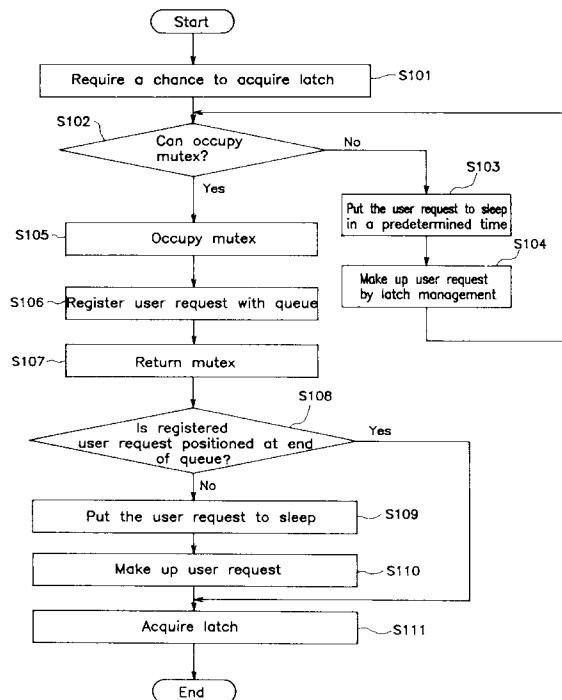 Start
Require a chance to acquire latch
S101
S102
Can occupy
mutex?
No
Yes
S103
Put the user request to sleep
in a predetermined time
S104
Make up user request
by latch management
S105
Occupy mutex
S106
Register user request with queue
S107
Return mutex
S108
Is registered
user request positioned at end
of queue?
Yes
No
Put the user request to sleep
S109
Make up user request
S110
Acquire latch
S111
End